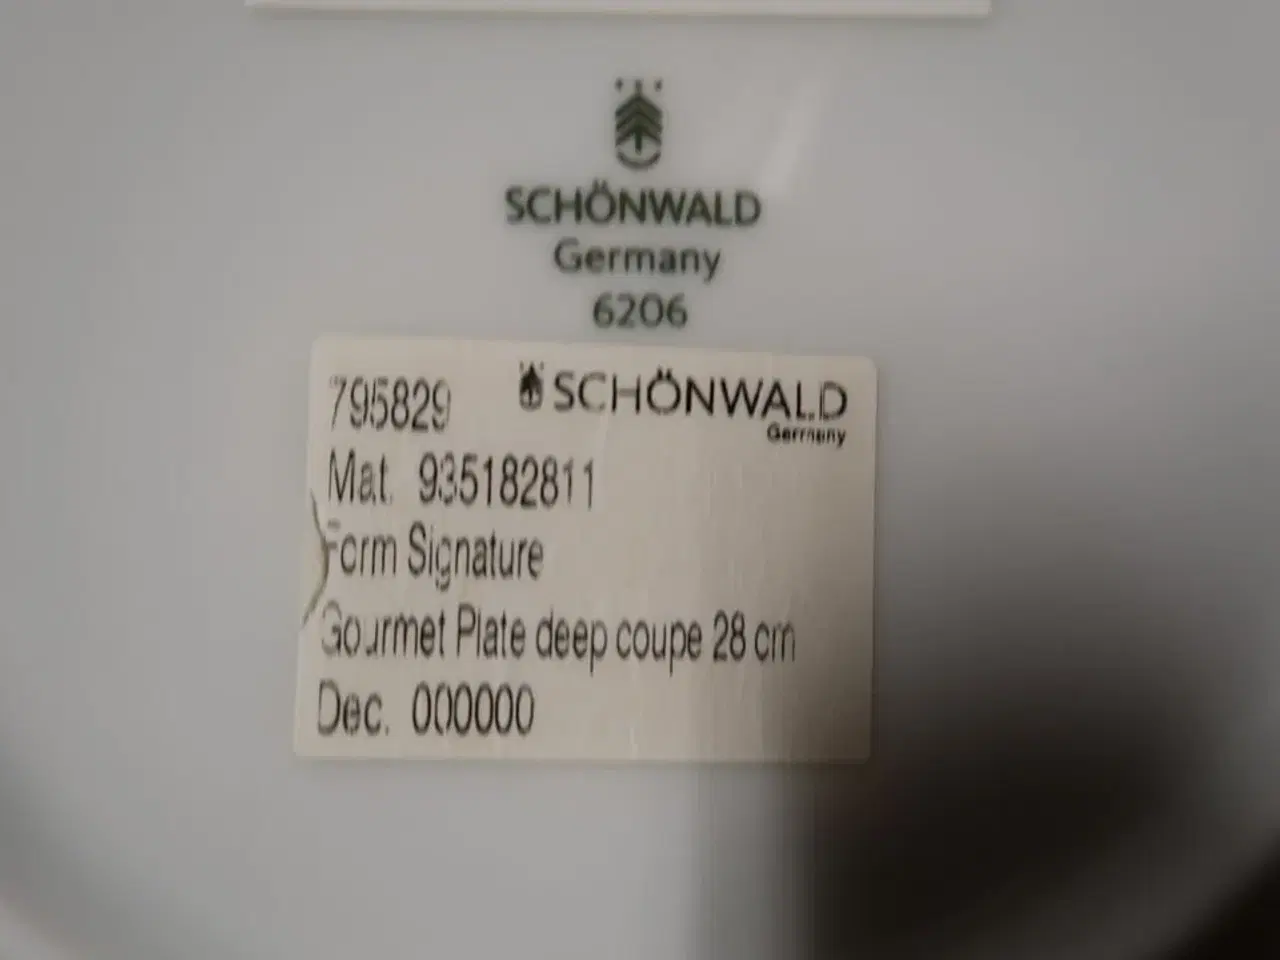 SCHÖNWALD
Germany
6206
795829 SCHÖNWALD
Germany
Mat. 935182811
Form Signature
Gourmet Plate deep coupe 28 cm
Dec. 000000